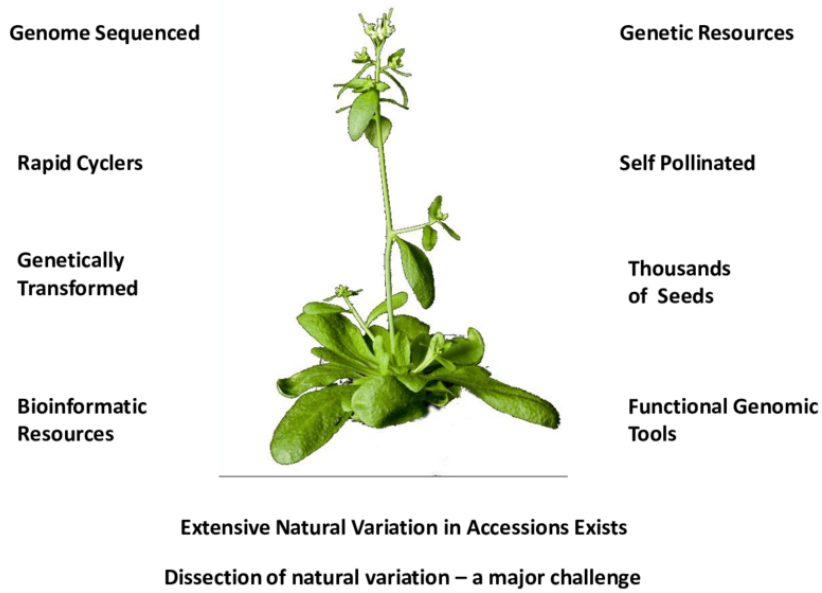 Genome Sequenced
Genetic Resources
Rapid Cyclers
Self Pollinated
Genetically
Transformed
Thousands
of Seeds
Bioinformatic
Resources
Functional Genomic
Tools
Extensive Natural Variation in Accessions Exists
Dissection of natural variation – a major challenge